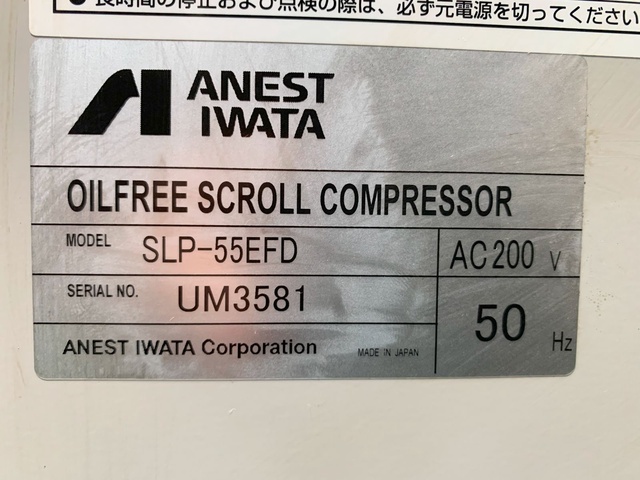 長時間の停止および点検の際は、必ず元電源を切ってください
ANEST
IWATA
OILFREE SCROLL COMPRESSOR
MODEL SLP-55EFD AC 200 V
SERIAL NO. UM3581
50 Hz
ANEST IWATA Corporation MADE IN JAPAN